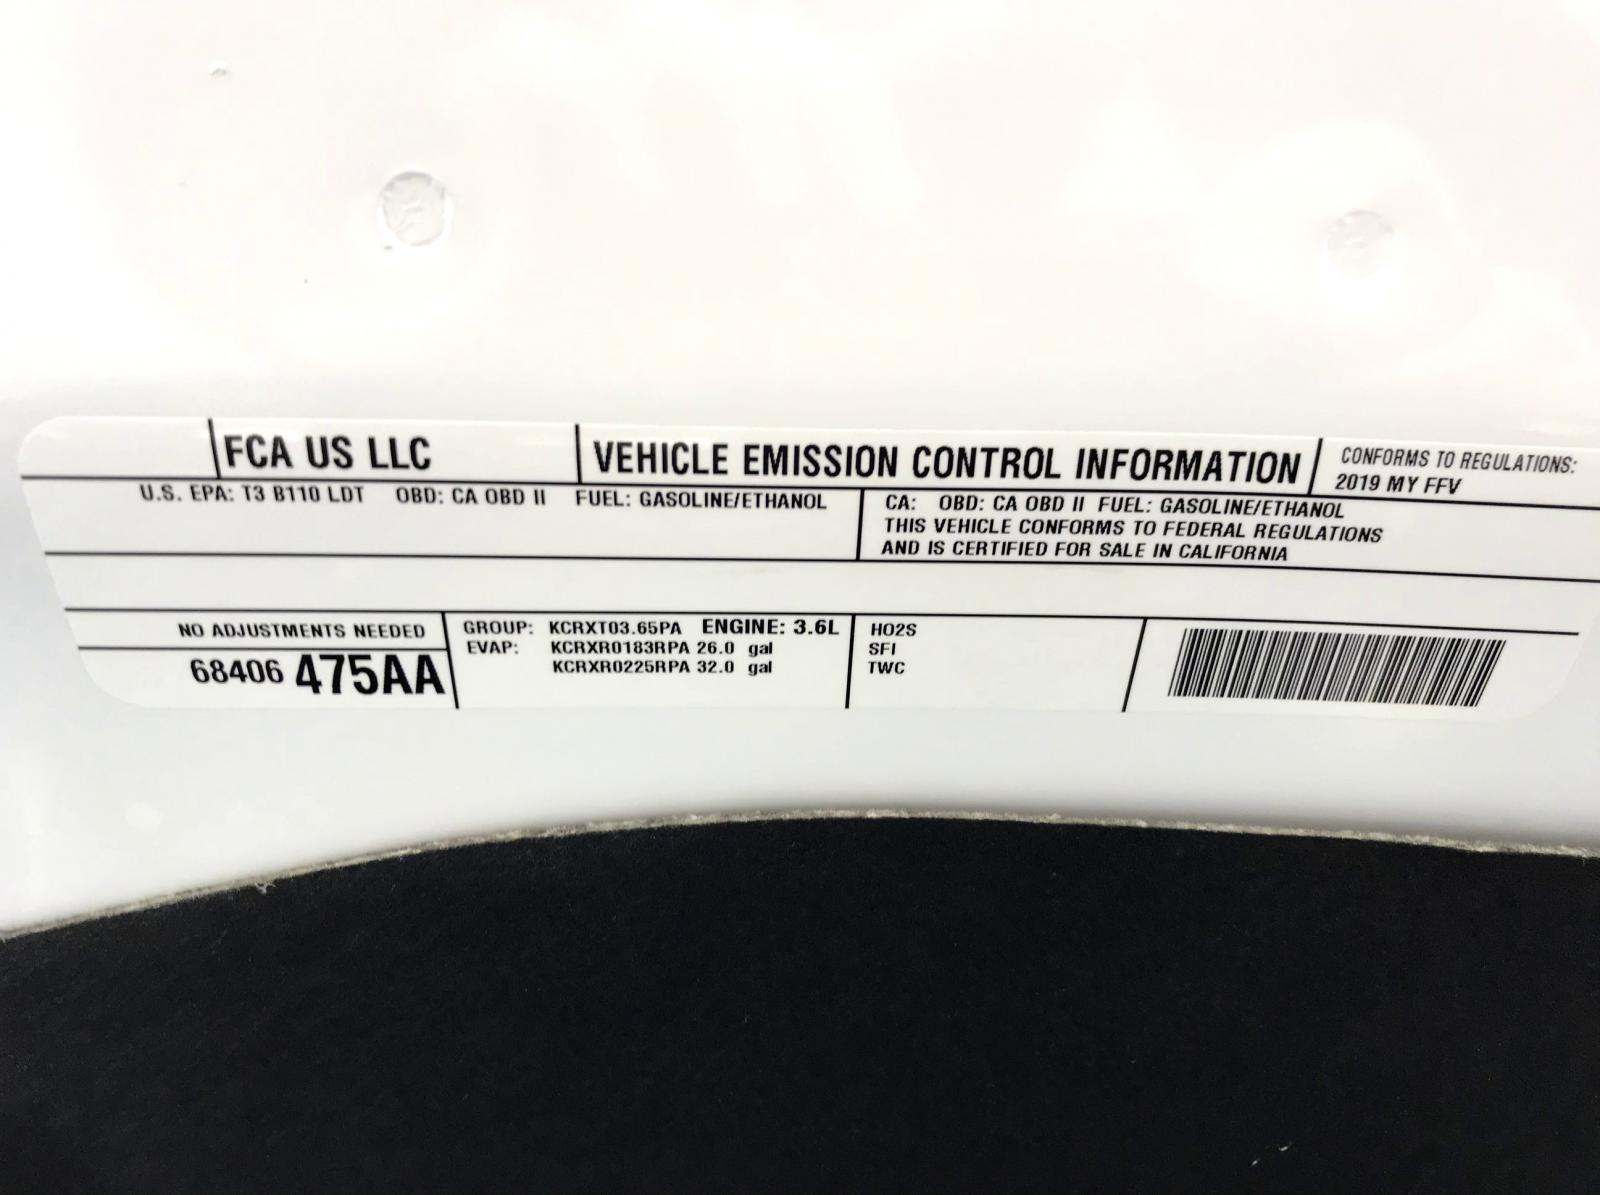 FCA US LLC
VEHICLE EMISSION CONTROL INFORMATION
CONFORMS TO REGULATIONS:
2019 MY FFV
U.S. EPA: T3 B110 LDT OBD: CA OBD II FUEL: GASOLINE/ETHANOL
CA: OBD: CA OBD II FUEL: GASOLINE/ETHANOL
THIS VEHICLE CONFORMS TO FEDERAL REGULATIONS
AND IS CERTIFIED FOR SALE IN CALIFORNIA
NO ADJUSTMENTS NEEDED
68406 475AA
GROUP: KCRXT03.65PA ENGINE: 3.6L
EVAP: KCRXR0183RPA 26.0 gal
KCRXR0225RPA 32.0 gal
HO2S
SFI
TWC